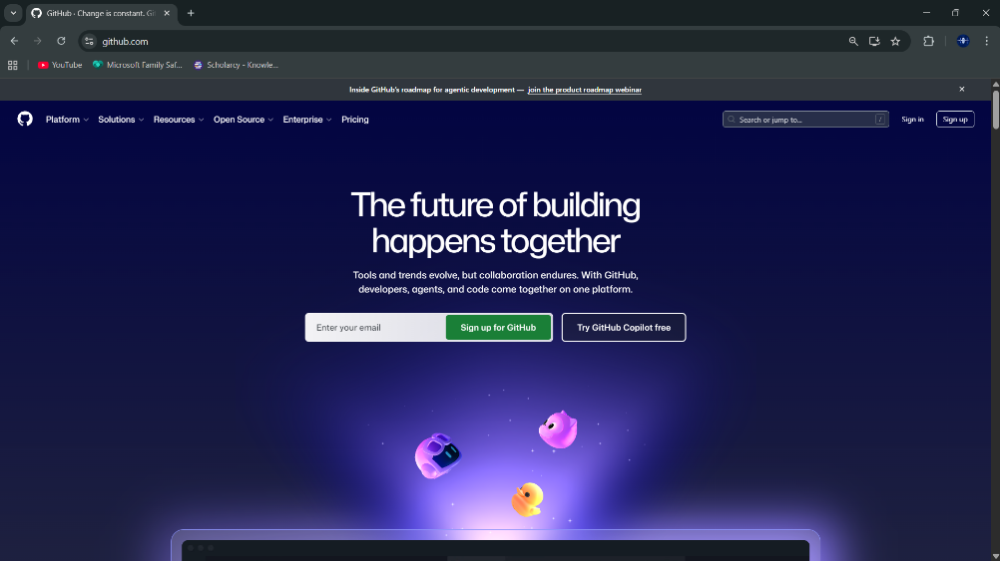 GitHub · Change is constant. Gi
github.com
YouTube
Microsoft Family Saf...
Scholarcy - Knowle...
Inside GitHub's roadmap for agentic development — join the product roadmap webinar
Platform Solutions Resources Open Source Enterprise Pricing
Search or jump to... /
Sign in
Sign up
The future of building
happens together
Tools and trends evolve, but collaboration endures. With GitHub,
developers, agents, and code come together on one platform.
Enter your email
Sign up for GitHub
Try GitHub Copilot free